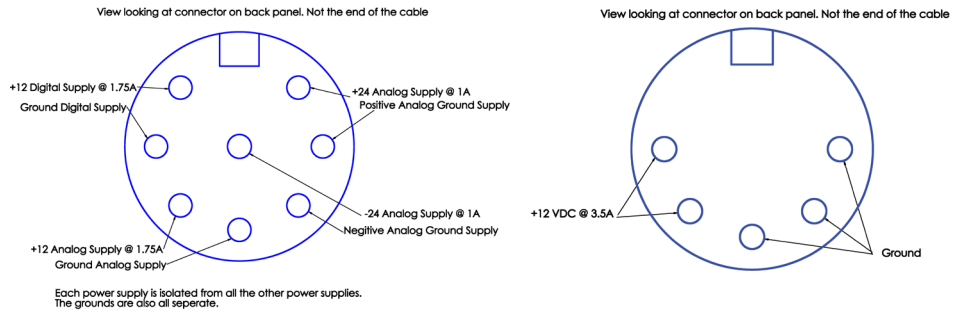 View looking at connector on back panel. Not the end of the cable
+12 Digital Supply @ 1.75A
Ground Digital Supply
+24 Analog Supply @ 1A
Positive Analog Ground Supply
-24 Analog Supply @ 1A
Negitive Analog Ground Supply
+12 Analog Supply @ 1.75A
Ground Analog Supply
Each power supply is isolated from all the other power supplies.
The grounds are also all seperate.
View looking at connector on back panel. Not the end of the cable
+12 VDC @ 3.5A
Ground